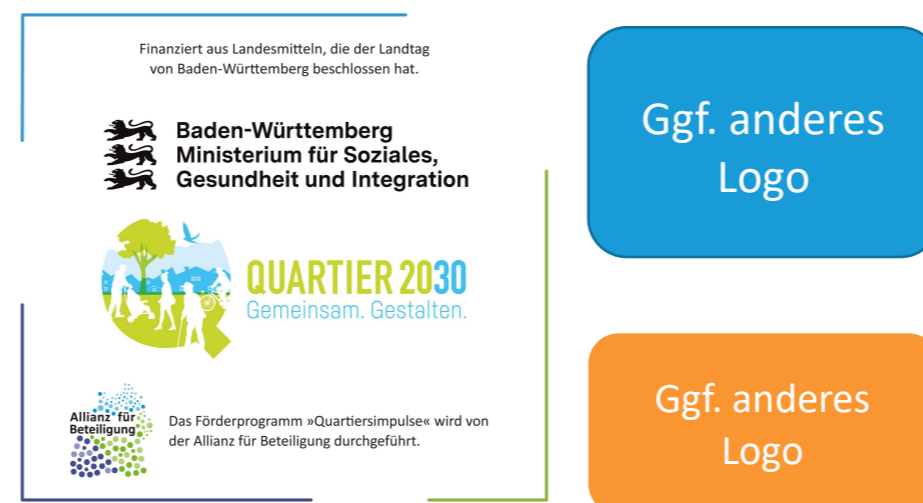 Finanziert aus Landesmitteln, die der Landtag
von Baden-Württemberg beschlossen hat.
Baden-Württemberg
Ministerium für Soziales,
Gesundheit und Integration
QUARTIER 2030
Gemeinsam. Gestalten.
Allianz für
Beteiligung
Das Förderprogramm »Quartiersimpulse« wird von
der Allianz für Beteiligung durchgeführt.
Ggf. anderes
Logo
Ggf. anderes
Logo